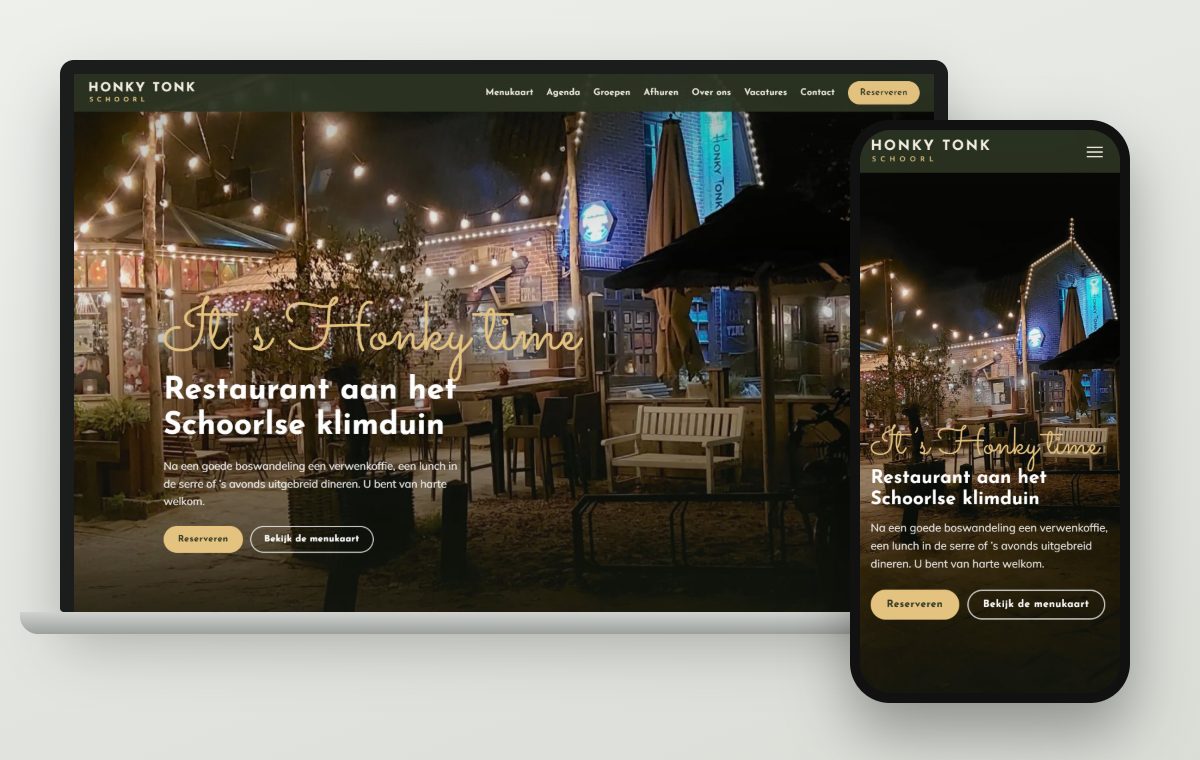 HONKY TONK
SCHOORL
Menukaart Agenda Groepen Afhuren Over ons Vacatures Contact Reserveren
HONKY TONK
It's Honky time
Restaurant aan het
Schoorlse klimduin
Na een goede boswandeling een verwenkoffie, een lunch in
de serre of 's avonds uitgebreid dineren. U bent van harte
welkom.
Reserveren Bekijk de menukaart
HONKY TONK
SCHOORL
It's Honky time
Restaurant aan het
Schoorlse klimduin
Na een goede boswandeling een verwenkoffie,
een lunch in de serre of 's avonds uitgebreid
dineren. U bent van harte welkom.
Reserveren Bekijk de menukaart